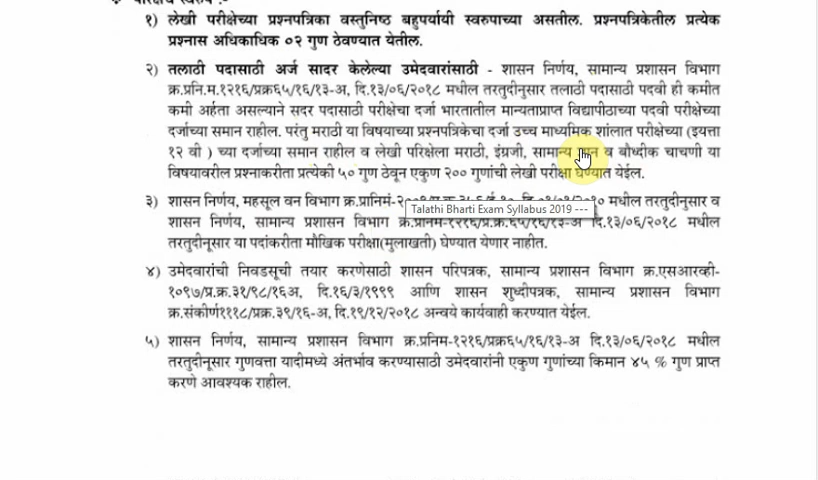 ❖ परीक्षेचे स्वरुप :-
१) लेखी परीक्षेच्या प्रश्नपत्रिका वस्तुनिष्ठ बहुपर्यायी स्वरुपाच्या असतील. प्रश्नपत्रिकेतील प्रत्येक
प्रश्नास अधिकाधिक ०२ गुण ठेवण्यात येतील.
२) तलाठी पदासाठी अर्ज सादर केलेल्या उमेदवारांसाठी - शासन निर्णय, सामान्य प्रशासन विभाग
क्र.प्रनि.म.१२१६/प्रक्र६५/१६/१३-अ, दि.१३/०६/२०१८ मधील तरतुदीनुसार तलाठी पदासाठी पदवी ही कमीत
कमी अर्हता असल्याने सदर पदासाठी परीक्षेचा दर्जा भारतातील मान्यताप्राप्त विद्यापीठाच्या पदवी परीक्षेच्या
दर्जाच्या समान राहील. परंतु मराठी या विषयाच्या प्रश्नपत्रिकेचा दर्जा उच्च माध्यमिक शांलात परीक्षेच्या (इयत्ता
१२ वी ) च्या दर्जाच्या समान राहील व लेखी परिक्षेला मराठी, इंग्रजी, सामान्य व बौध्दीक चाचणी या
विषयावरील प्रश्नाकरीता प्रत्येकी ५० गुण ठेवून एकुण २०० गुणांची लेखी परीक्षा घेण्यात येईल.
३) शासन निर्णय, महसूल वन विभाग क्र.प्रानिमं- मधील तरतुदीनुसार व
Talathi Bharti Exam Syllabus 2019 ---
शासन निर्णय, सामान्य प्रशासन विभाग क्र.प्रनिम-१२१६/प्रक्र६५/१६/१३-अ दि.१३/०६/२०१८ मधील
तरतुदीनूसार या पदांकरीता मौखिक परीक्षा(मुलाखती) घेण्यात येणार नाहीत.
४) उमेदवारांची निवडसूची तयार करणेसाठी शासन परिपत्रक, सामान्य प्रशासन विभाग क्र.एसआरव्ही-
१०९७/प्र.क्र.३१/९८/१६अ, दि.१६/३/१९९९ आणि शासन शुध्दीपत्रक, सामान्य प्रशासन विभाग
क्र.संकीर्ण१११८/प्रक्र.३९/१६-अ, दि.१९/१२/२०१८ अन्वये कार्यवाही करण्यात येईल.
५) शासन निर्णय, सामान्य प्रशासन विभाग क्र.प्रनिम-१२१६/प्रक्र६५/१६/१३-अ दि.१३/०६/२०१८ मधील
तरतुदीनुसार गुणवत्ता यादीमध्ये अंतर्भाव करण्यासाठी उमेदवारांनी एकुण गुणांच्या किमान ४५ % गुण प्राप्त
करणे आवश्यक राहील.